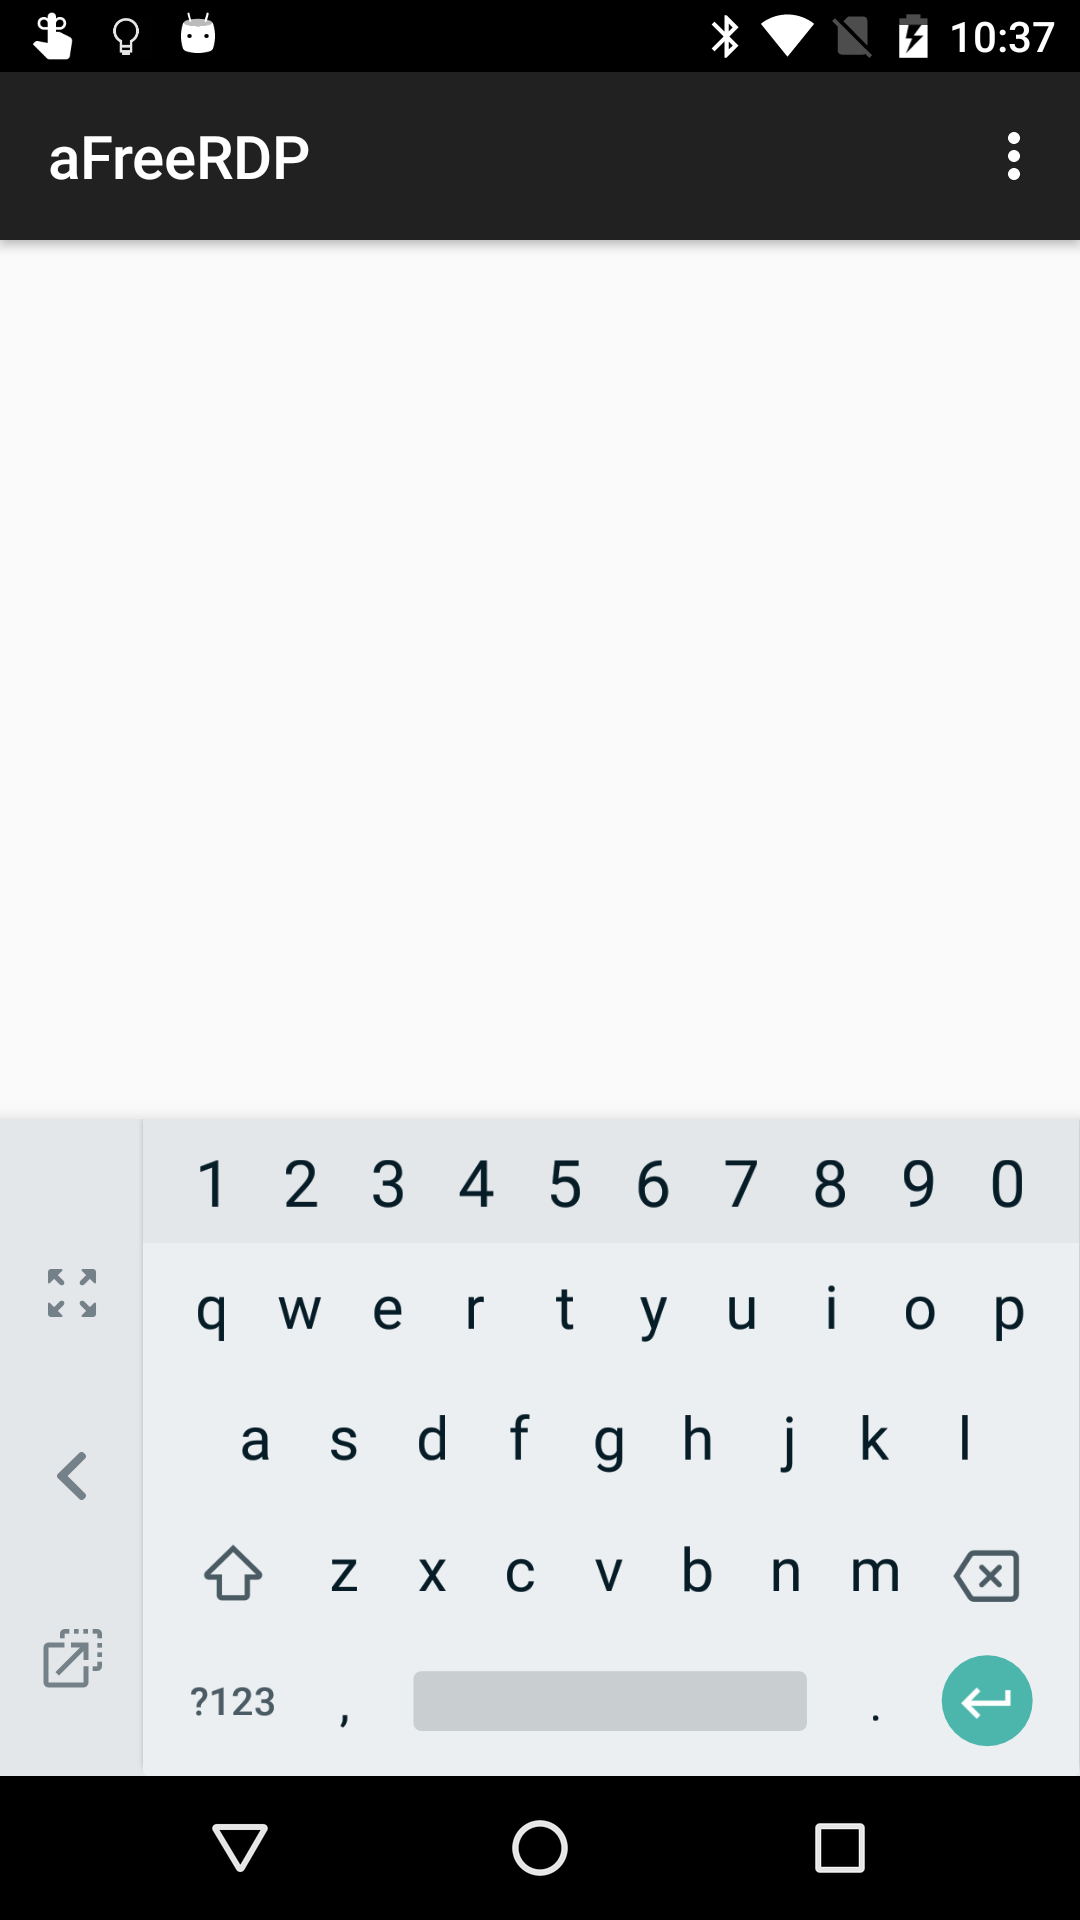 10:37
aFreeRDP
1 2 3 4 5 6 7 8 9 0
q w e r t y u i o p
a s d f g h j k l
z x c v b n m
?123 , .